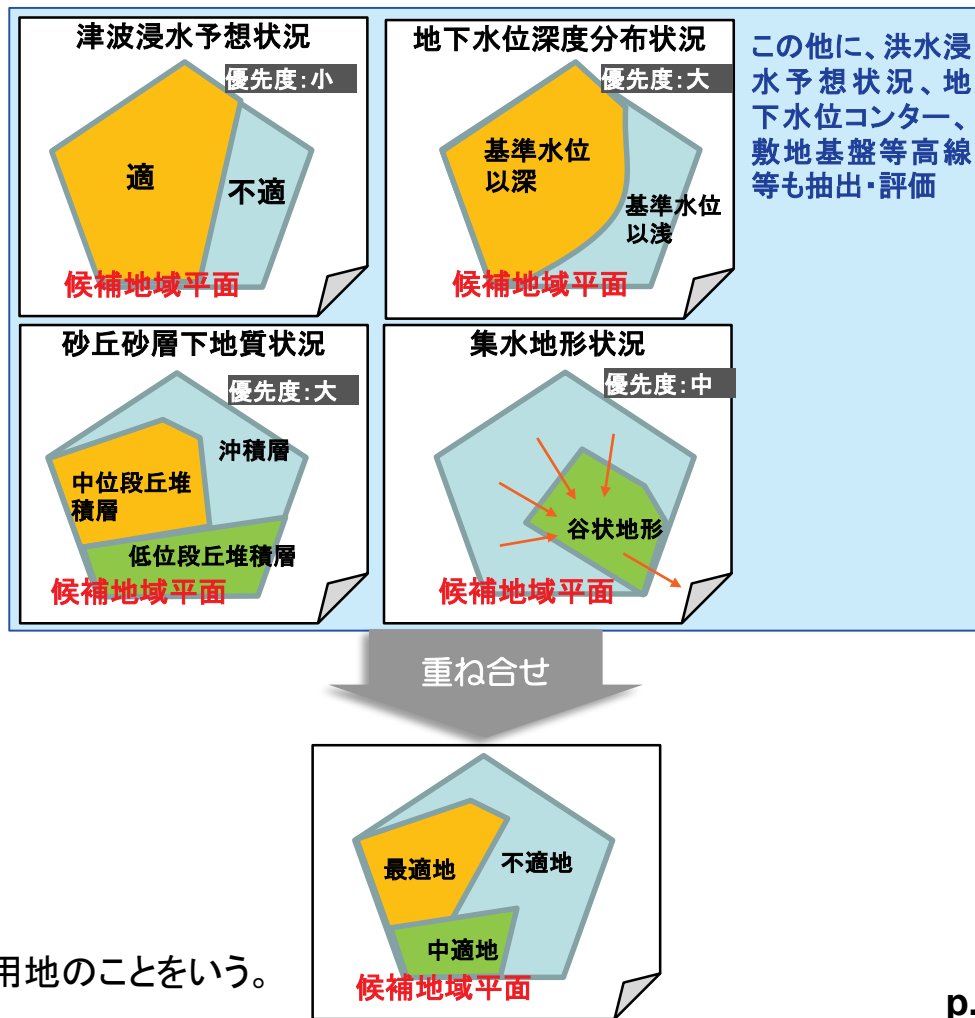 津波浸水予想状況
優先度:小
適
不適
候補地域平面
地下水位深度分布状況
優先度:大
基準水位
以深
基準水位
以浅
候補地域平面
この他に、洪水浸
水予想状況、地
下水位コンター、
敷地基盤等高線
等も抽出・評価
砂丘砂層下地質状況
優先度:大
沖積層
中位段丘堆
積層
低位段丘堆積層
候補地域平面
集水地形状況
優先度:中
谷状地形
候補地域平面
重ね合せ
最適地
不適地
中適地
候補地域平面
用地のことをいう。
p.